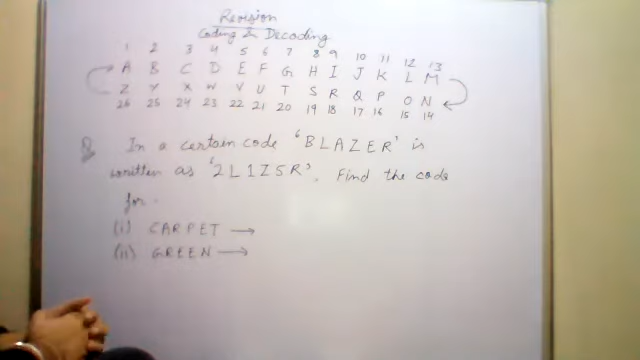 Revision
Coding & Decoding
1 2 3 4 5 6 7 8 9 10 11 12 13
A B C D E F G H I J K L M
Z Y X W V U T S R Q P O N
26 25 24 23 22 21 20 19 18 17 16 15 14
Q In a certain code 'BLAZER' is
written as '2L1Z5R'. Find the code
for.
(i) CARPET →
(ii) GREEN →